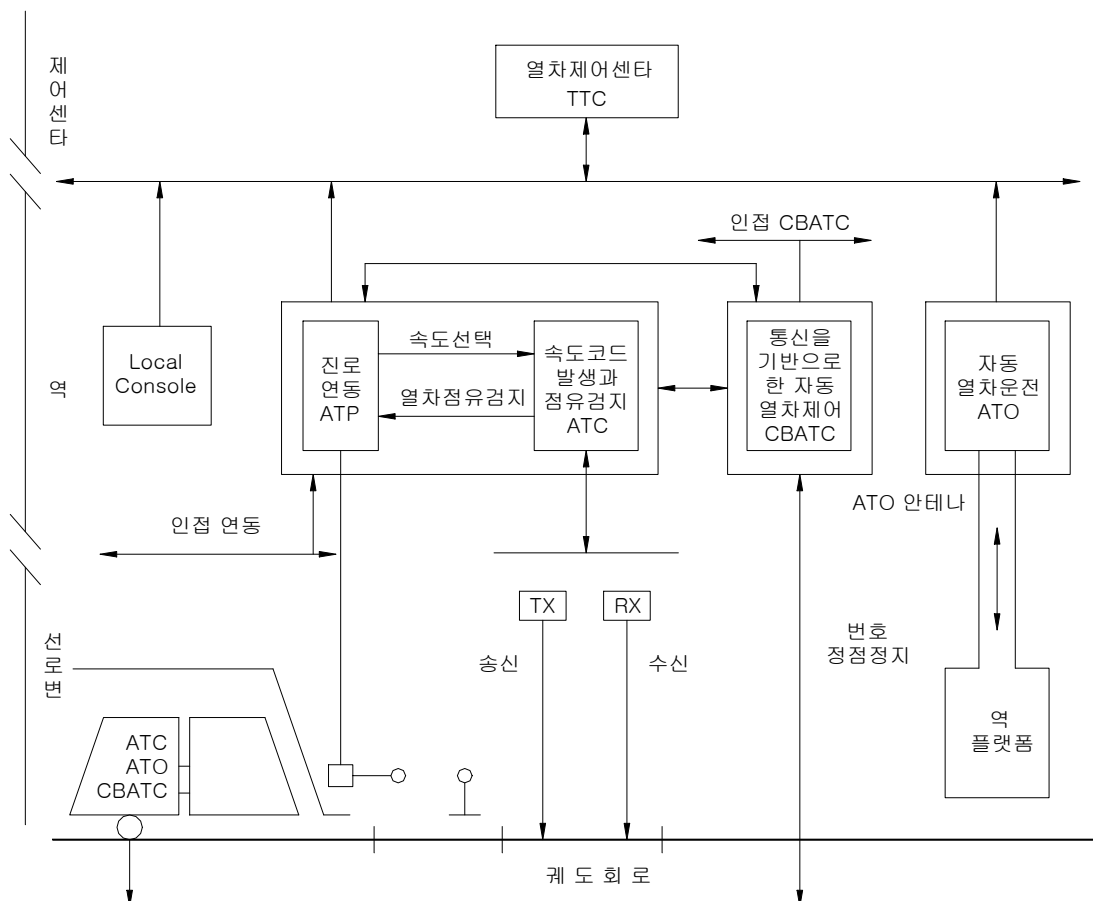 제
어
센
타
열차제어센타
TTC
인접 CBATC
역
Local
Console
진로
연동
ATP
속도선택
열차점유검지
속도코드
발생과
점유검지
ATC
통신을
기반으로
한 자동
열차제어
CBATC
자동
열차운전
ATO
ATO 안테나
인접 연동
TX
RX
선
로
변
송신
수신
번호
정점정지
역
플랫폼
ATC
ATO
CBATC
궤 도 회 로